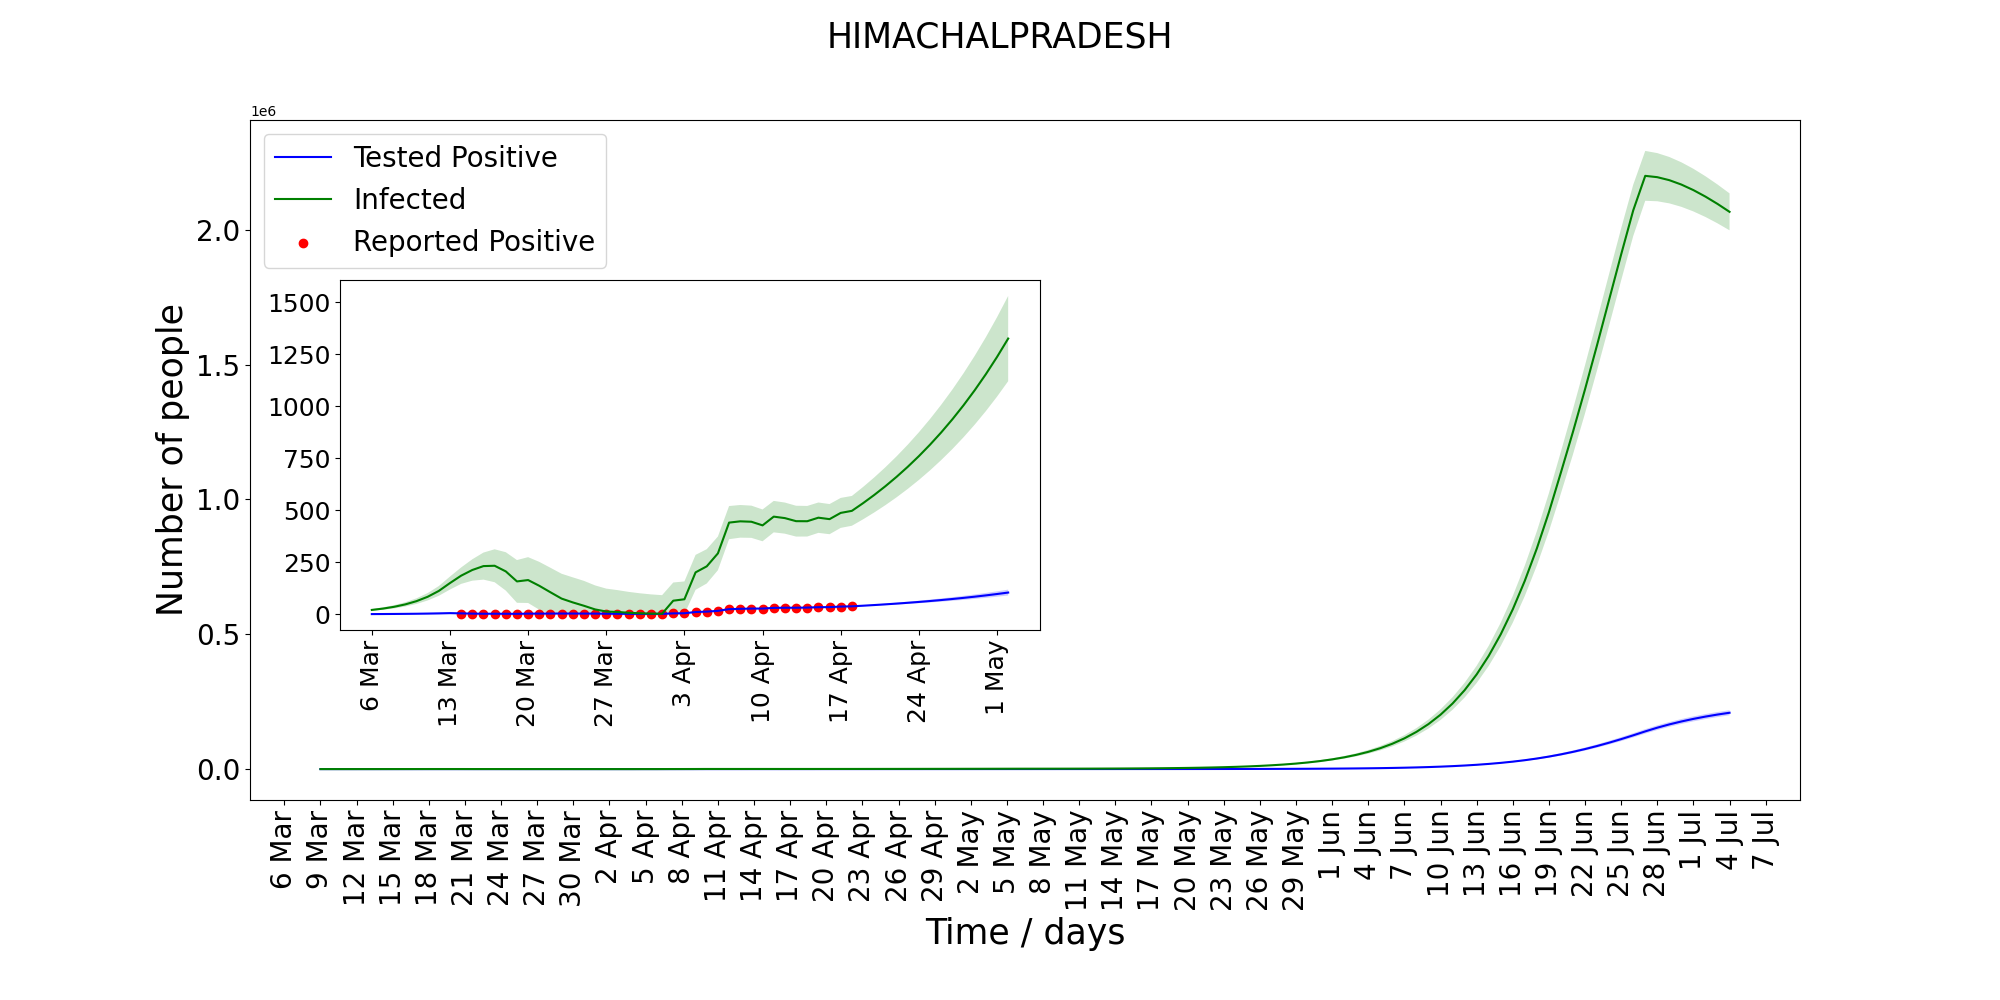 HIMACHALPRADESH
1e6
Tested Positive
Infected
Reported Positive
Number of people
2.0
1.5
1.0
0.5
0.0
1500
1250
1000
750
500
250
0
6 Mar
13 Mar
20 Mar
27 Mar
3 Apr
10 Apr
17 Apr
24 Apr
1 May
6 Mar
9 Mar
12 Mar
15 Mar
18 Mar
21 Mar
24 Mar
27 Mar
30 Mar
2 Apr
5 Apr
8 Apr
11 Apr
14 Apr
17 Apr
20 Apr
23 Apr
26 Apr
29 Apr
2 May
5 May
8 May
11 May
14 May
17 May
20 May
23 May
26 May
29 May
1 Jun
4 Jun
7 Jun
10 Jun
13 Jun
16 Jun
19 Jun
22 Jun
25 Jun
28 Jun
1 Jul
4 Jul
7 Jul
Time / days